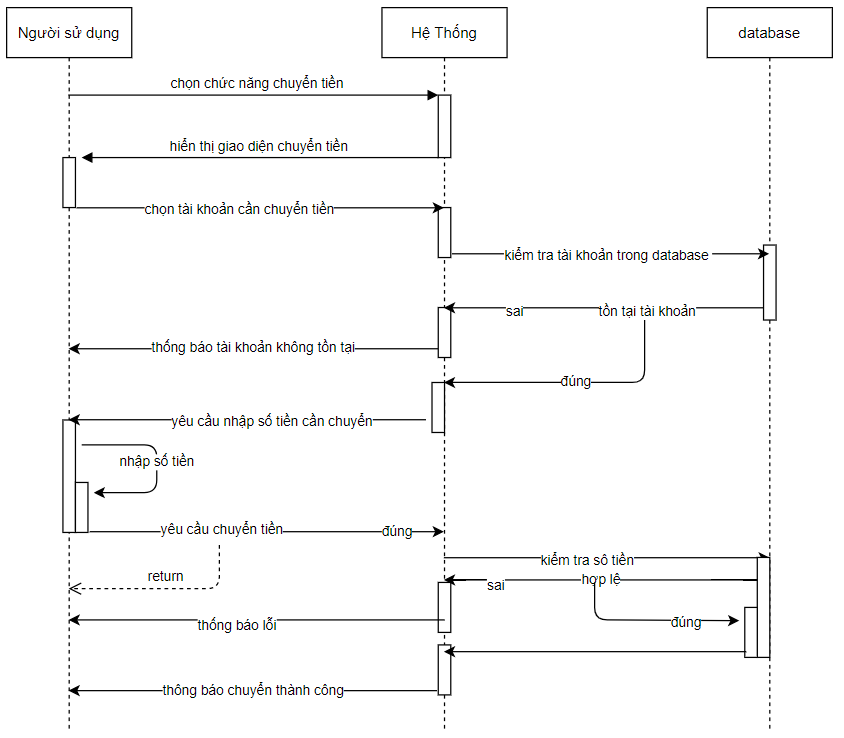 Người sử dụng
Hệ Thống
database
chọn chức năng chuyển tiền
hiển thị giao diện chuyển tiền
chọn tài khoản cần chuyển tiền
kiểm tra tài khoản trong database
sai
tồn tại tài khoản
thống báo tài khoản không tồn tại
đúng
yêu cầu nhập số tiền cần chuyển
nhập số tiền
yêu cầu chuyển tiền
đúng
kiểm tra sô tiền
hợp lệ
return
sai
thống báo lỗi
đúng
thông báo chuyển thành công